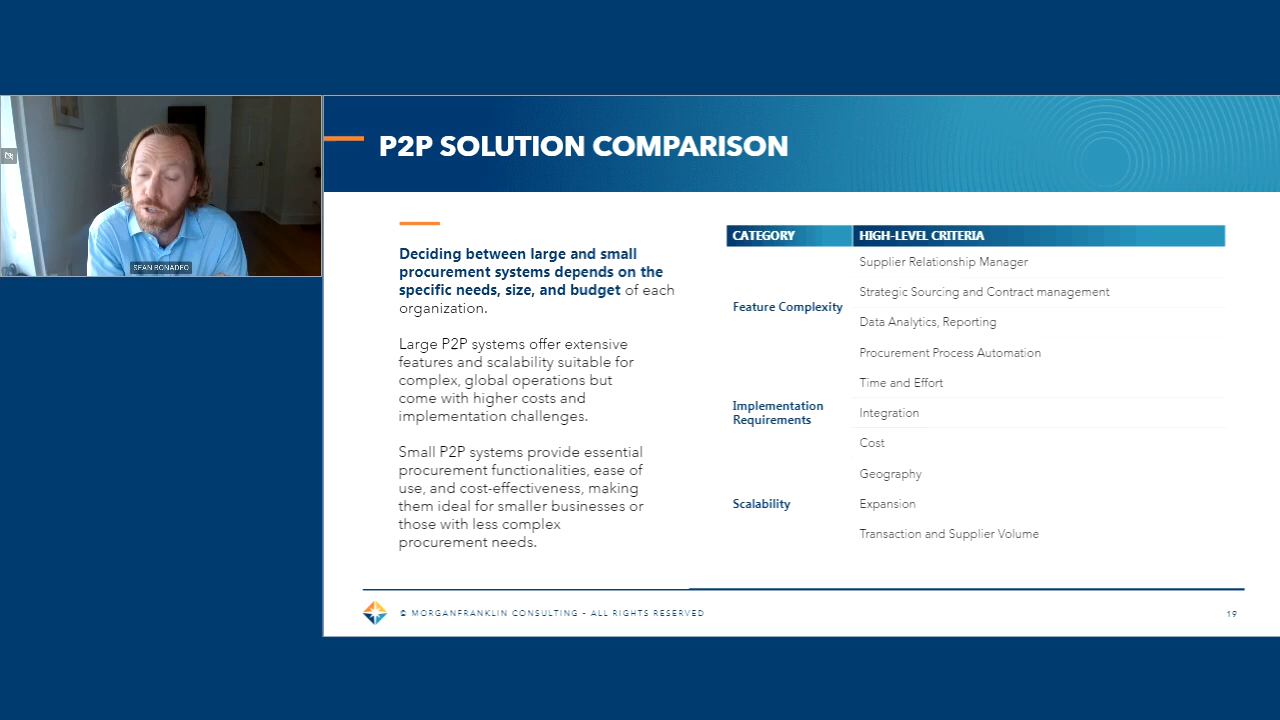 SEAN BONADEO
P2P SOLUTION COMPARISON
Deciding between large and small
procurement systems depends on the
specific needs, size, and budget of each
organization.
Large P2P systems offer extensive
features and scalability suitable for
complex, global operations but
come with higher costs and
implementation challenges.
Small P2P systems provide essential
procurement functionalities, ease of
use, and cost-effectiveness, making
them ideal for smaller businesses or
those with less complex
procurement needs.
CATEGORY HIGH-LEVEL CRITERIA
Feature Complexity
Supplier Relationship Manager
Strategic Sourcing and Contract management
Data Analytics, Reporting
Procurement Process Automation
Implementation
Requirements
Time and Effort
Integration
Cost
Scalability
Geography
Expansion
Transaction and Supplier Volume
© MORGANFRANKLIN CONSULTING - ALL RIGHTS RESERVED
19